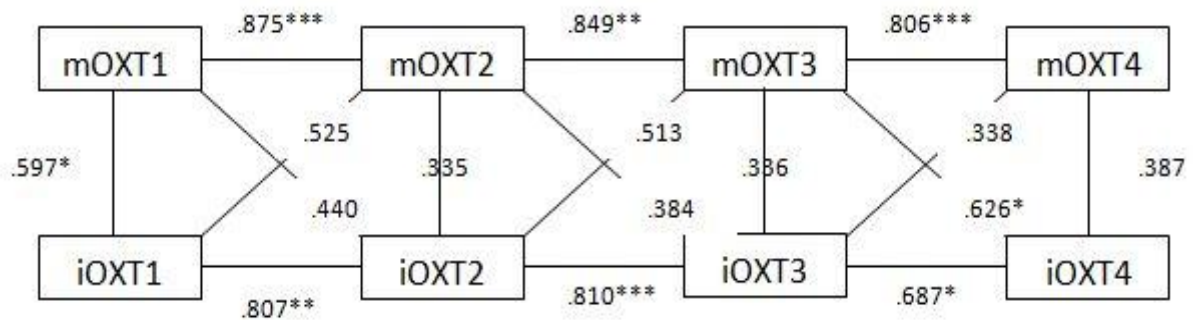 .875*** .849** .806***
mOXT1 mOXT2 mOXT3 mOXT4
.525 .513 .338
.597* .335 .336 .387
.440 .384 .626*
iOXT1 iOXT2 iOXT3 iOXT4
.807** .810*** .687*